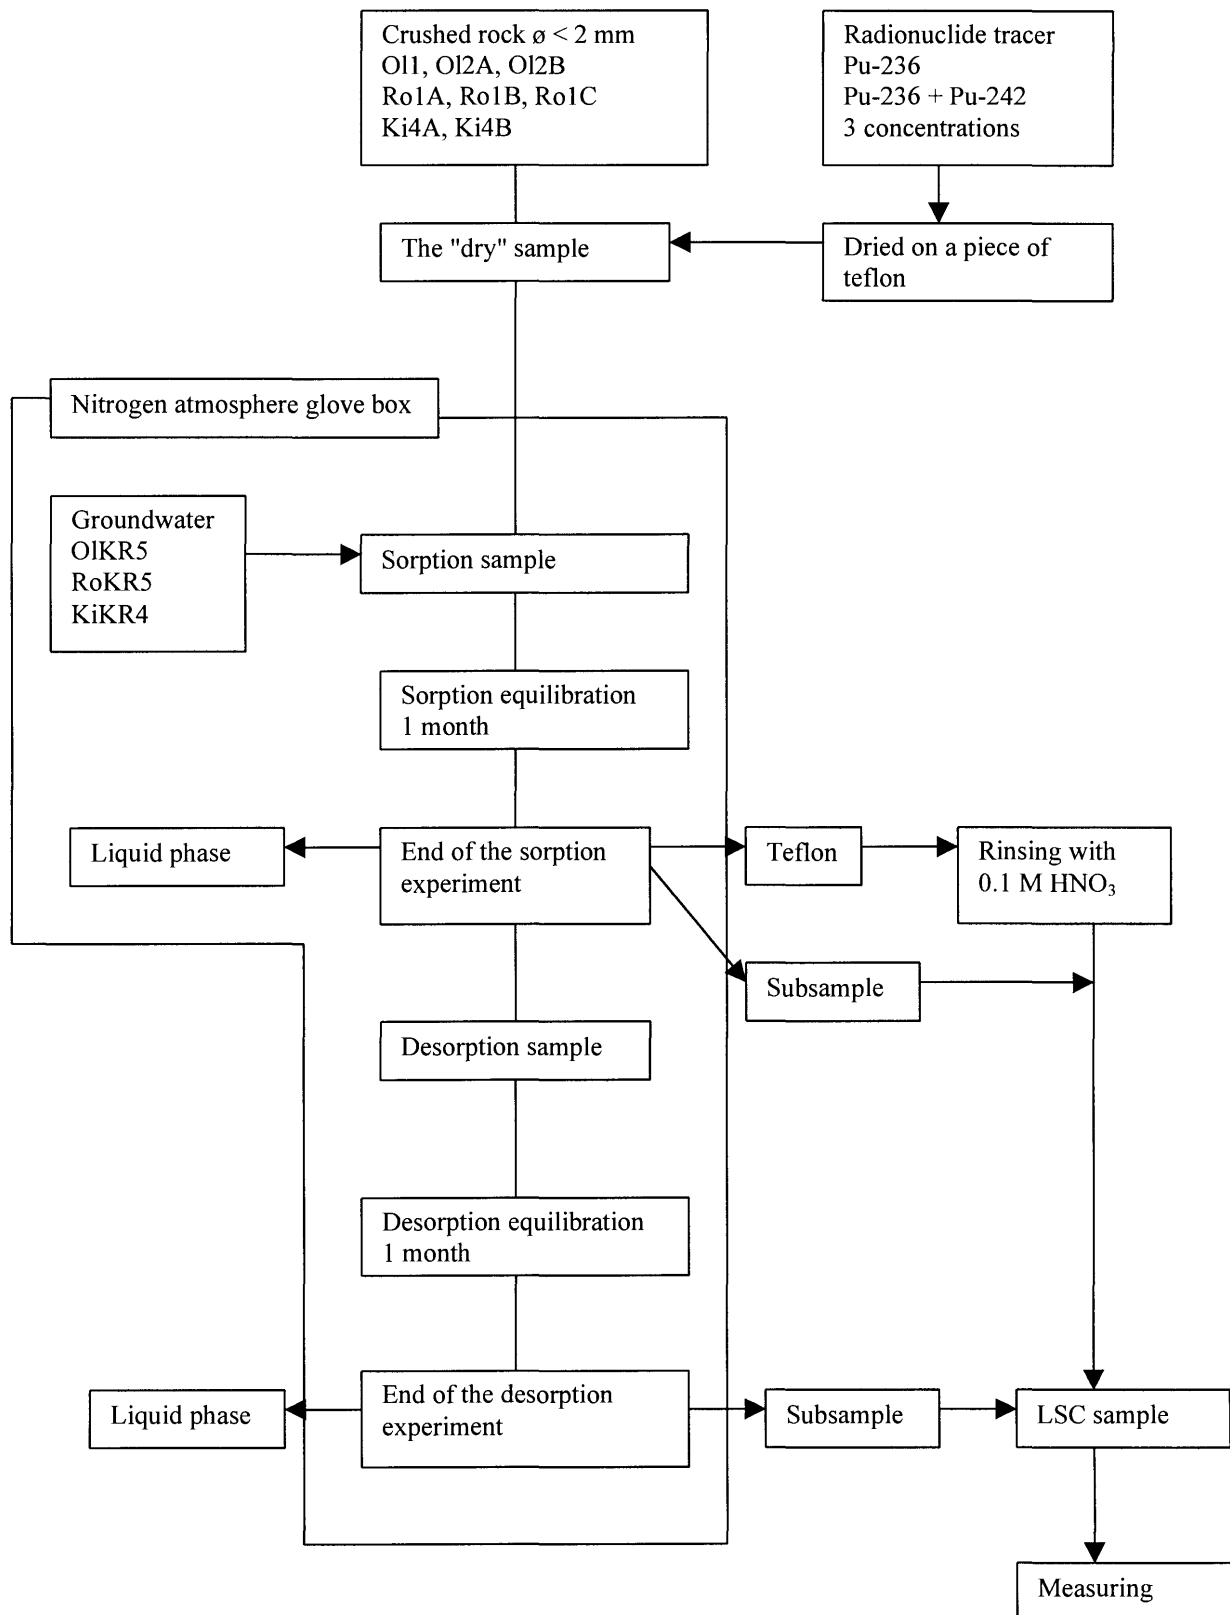 Crushed rock ø < 2 mm
Ol1, Ol2A, Ol2B
Ro1A, Ro1B, Ro1C
Ki4A, Ki4B
Radionuclide tracer
Pu-236
Pu-236 + Pu-242
3 concentrations
The "dry" sample
Dried on a piece of
teflon
Nitrogen atmosphere glove box
Groundwater
OlKR5
RoKR5
KiKR4
Sorption sample
Sorption equilibration
1 month
Liquid phase
End of the sorption
experiment
Teflon
Rinsing with
0.1 M HNO₃
Subsample
Desorption sample
Desorption equilibration
1 month
Liquid phase
End of the desorption
experiment
Subsample
LSC sample
Measuring